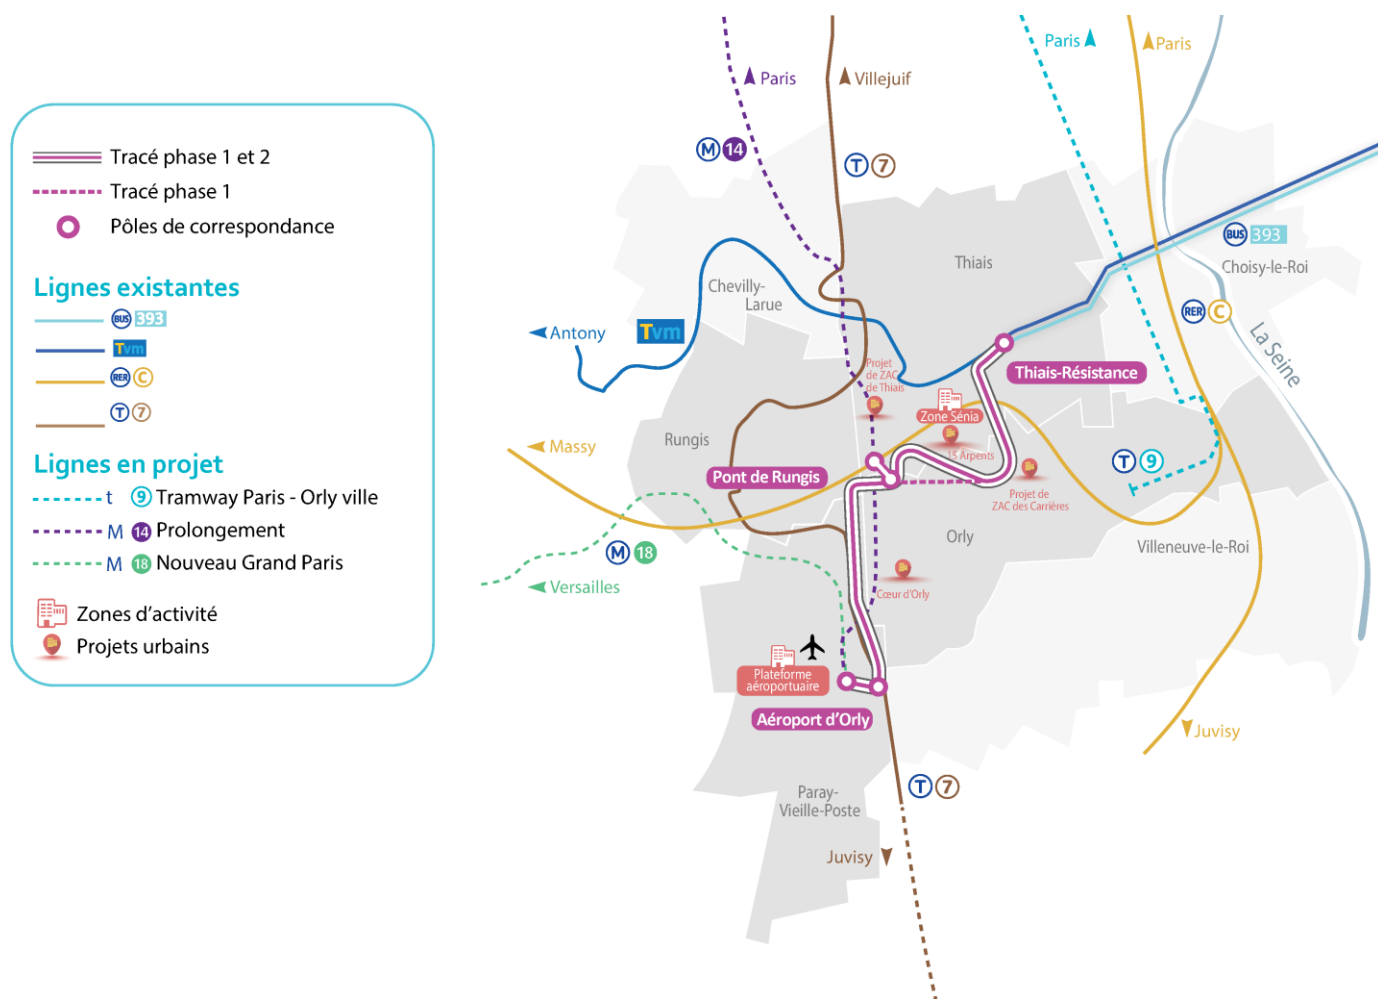 Tracé phase 1 et 2
Tracé phase 1
Pôles de correspondance
Lignes existantes
BUS 393
Tvm
RER C
T 7
Lignes en projet
t 9 Tramway Paris - Orly ville
M 14 Prolongement
M 18 Nouveau Grand Paris
Zones d'activité
Projets urbains
Paris
Villejuif
Paris
Paris
M 14
T 7
BUS 393
Thiais
Choisy-le-Roi
Chevilly-
Larue
RER C
Antony
Tvm
La Seine
Projet
de ZAC
de Thiais
Thiais-Résistance
Zone Sénia
Rungis
Massy
15 Arpents
T 9
Pont de Rungis
Projet de
ZAC des Carrières
Orly
Villeneuve-le-Roi
M 18
Versailles
Cœur d'Orly
Plateforme
aéroportuaire
Aéroport d'Orly
Juvisy
T 7
Paray-
Vieille-Poste
Juvisy